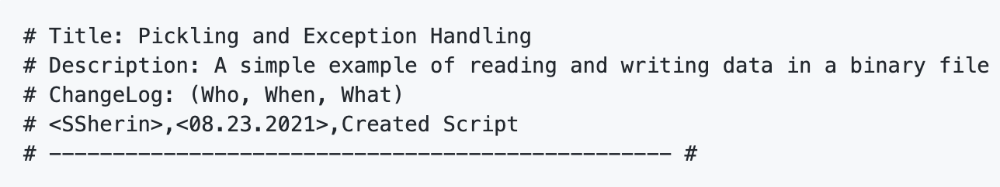 # Title: Pickling and Exception Handling
# Description: A simple example of reading and writing data in a binary file
# ChangeLog: (Who, When, What)
# <SSherin>,<08.23.2021>,Created Script
# ------------------------------------------------- #